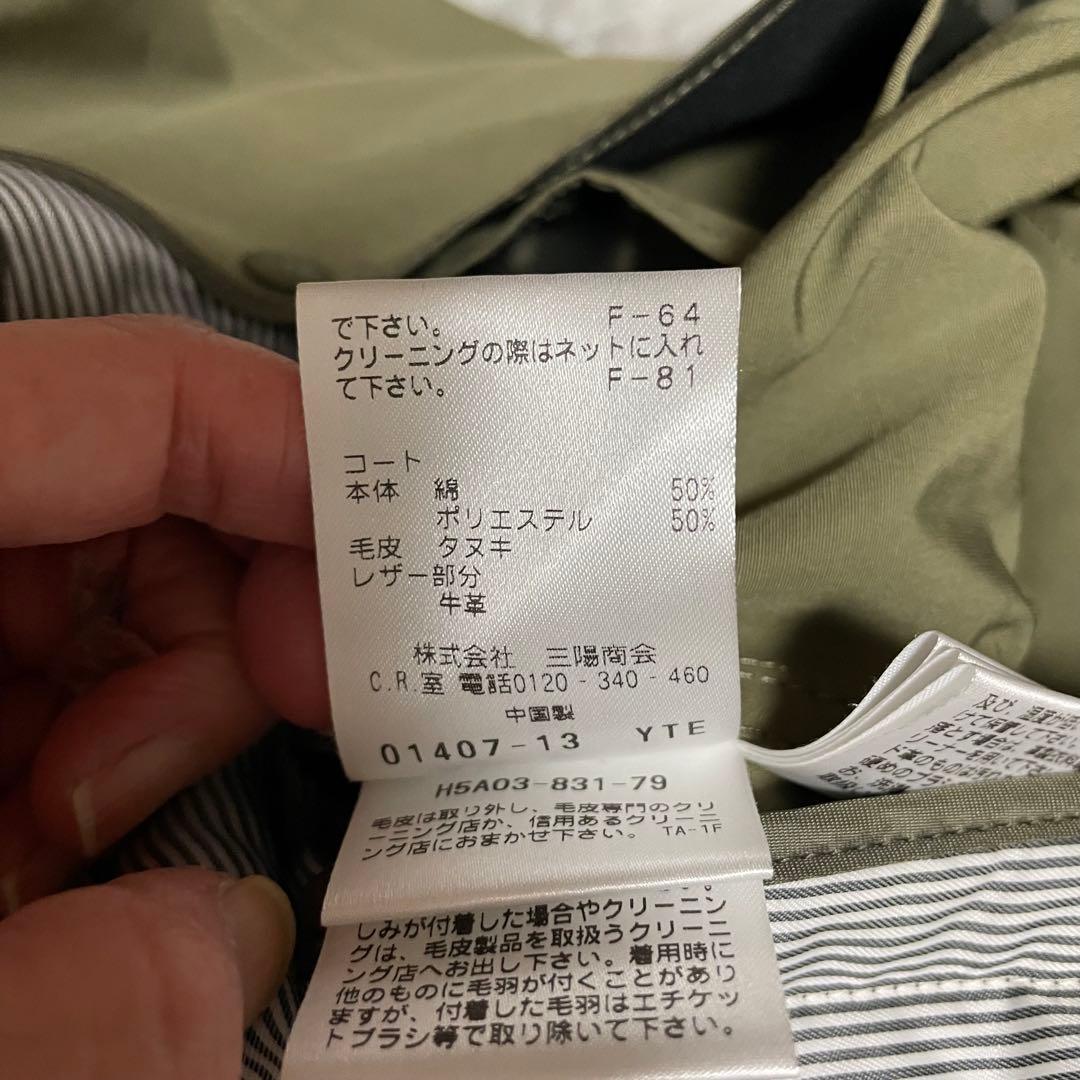 で下さい。 F-64
クリーニングの際はネットに入れ
て下さい。 F-81
コート
本体 綿 50%
ポリエステル 50%
毛皮 タヌキ
レザー部分
牛革
株式会社 三陽商会
C.R.室 電話0120-340-460
中国製
01407-13 YTE
H5A03-831-79
毛皮は取り外し、毛皮専門のクリ
ーニング店か、信用あるクリーニ
ング店におまかせ下さい。 TA-1F
しみが付着した場合やクリーニン
グは、毛皮製品を取扱うクリーニ
ング店へお出し下さい。着用時に
他のものに毛羽が付くことがあり
ますが、付着した毛羽はエチケッ
トブラシ等で取り除いて下さい。
及び、